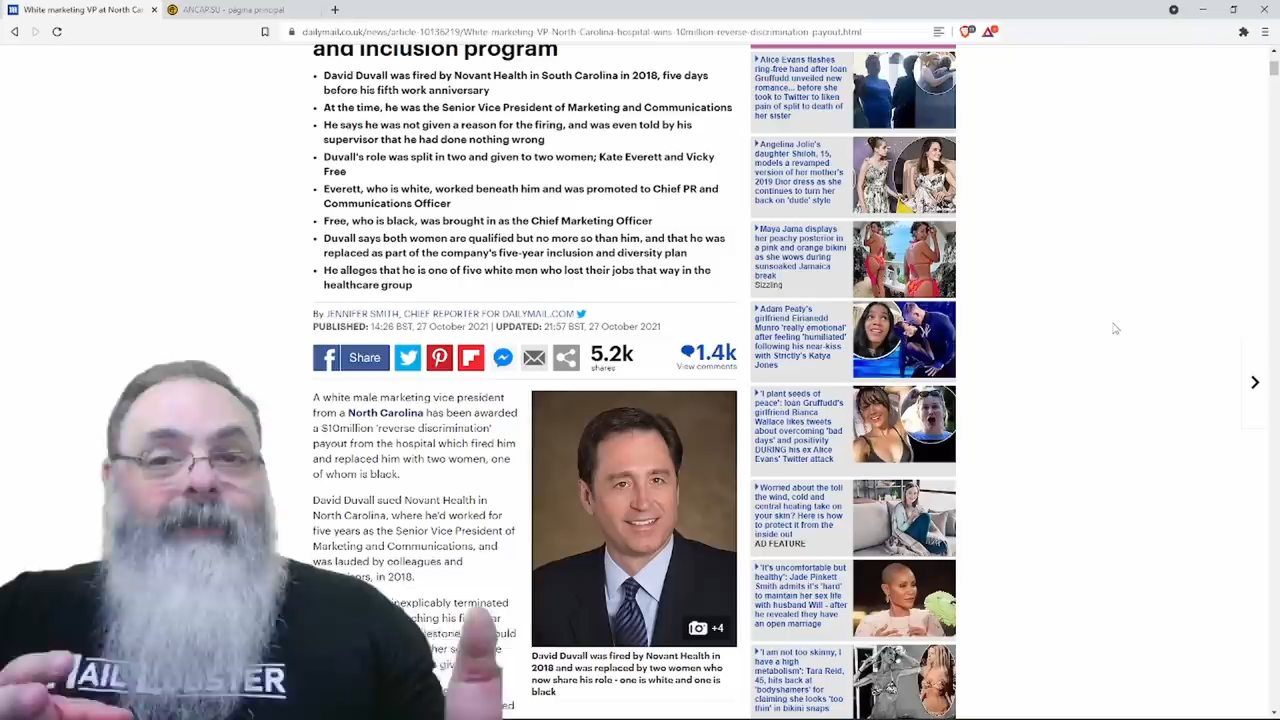 White marketing VP at North Car
ANCAP.SU - página principal
dailymail.co.uk/news/article-10136219/White-marketing-VP-North-Carolina-hospital-wins-10million-reverse-discrimination-payout.html
and inclusion program
David Duvall was fired by Novant Health in South Carolina in 2018, five days
before his fifth work anniversary
At the time, he was the Senior Vice President of Marketing and Communications
He says he was not given a reason for the firing, and was even told by his
supervisor that he had done nothing wrong
Duvall's role was split in two and given to two women; Kate Everett and Vicky
Free
Everett, who is white, worked beneath him and was promoted to Chief PR and
Communications Officer
Free, who is black, was brought in as the Chief Marketing Officer
Duvall says both women are qualified but no more so than him, and that he was
replaced as part of the company's five-year inclusion and diversity plan
He alleges that he is one of five white men who lost their jobs that way in the
healthcare group
By JENNIFER SMITH, CHIEF REPORTER FOR DAILYMAIL.COM
PUBLISHED: 14:26 BST, 27 October 2021 | UPDATED: 21:57 BST, 27 October 2021
Share
5.2k
shares
1.4k
View comments
A white male marketing vice president
from a North Carolina has been awarded
a $10million 'reverse discrimination'
payout from the hospital which fired him
and replaced him with two women, one
of whom is black.
David Duvall sued Novant Health in
North Carolina, where he'd worked for
five years as the Senior Vice President of
Marketing and Communications, and
was lauded by colleagues and
in 2018.
inexplicably terminated
+4
David Duvall was fired by Novant Health in
2018 and was replaced by two women who
now share his role - one is white and one is
black
Alice Evans flashes
ring-free hand after Ioan
Gruffudd unveiled new
romance... before she
took to Twitter to liken
pain of split to death of
her sister
Angelina Jolie's
daughter Shiloh, 15,
models a revamped
version of her mother's
2019 Dior dress as she
continues to turn her
back on 'dude' style
Maya Jama displays
her peachy posterior in
a pink and orange bikini
as she wows during
sunsoaked Jamaica
break
Sizzling
Adam Peaty's
girlfriend Eirianedd
Munro 'really emotional'
after feeling 'humiliated'
following his near-kiss
with Strictly's Katya
Jones
'I plant seeds of
peace': Ioan Gruffudd's
girlfriend Bianca
Wallace likes tweets
about overcoming 'bad
days' and positivity
DURING his ex Alice
Evans' Twitter attack
Worried about the toll
the wind, cold and
central heating take on
your skin? Here is how
to protect it from the
inside out
AD FEATURE
'It's uncomfortable but
healthy': Jade Pinkett
Smith admits it's 'hard'
to maintain her sex life
with husband Will - after
he revealed they have
an open marriage
'I am not too skinny, I
have a high
metabolism': Tara Reid,
45, hits back at
'bodyshamers' for
claiming she looks 'too
thin' in bikini snaps